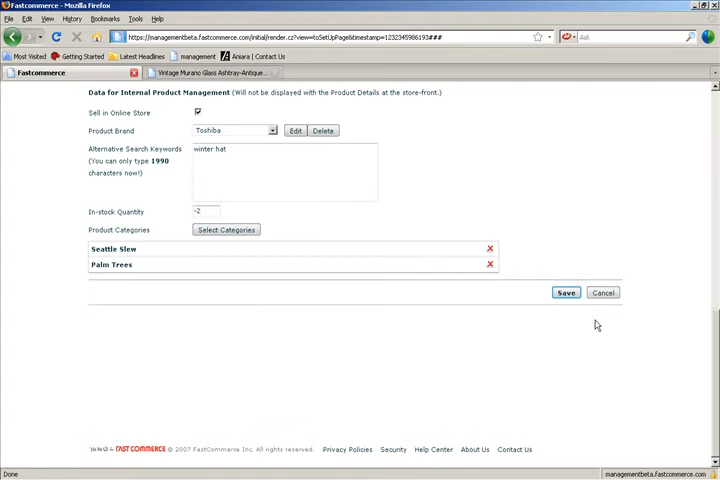 Fastcommerce - Mozilla Firefox
File Edit View History Bookmarks Tools Help
https://managementbeta.fastcommerce.com/initial/render.cz?view=toSetUpPage&timestamp=1232345986193###
Ask
Most Visited Getting Started Latest Headlines management Aniara | Contact Us
Fastcommerce Vintage Murano Glass Ashtray-Antique...
Data for Internal Product Management (Will not be displayed with the Product Details at the store-front.)
Sell in Online Store
Product Brand Toshiba Edit Delete
Alternative Search Keywords winter hat
(You can only type 1990
characters now!)
In-stock Quantity -2
Product Categories Select Categories
Seattle Slew X
Palm Trees X
Save Cancel
FAST COMMERCE © 2007 FastCommerce Inc. All rights reserved. Privacy Policies Security Help Center About Us Contact Us
Done managementbeta.fastcommerce.com